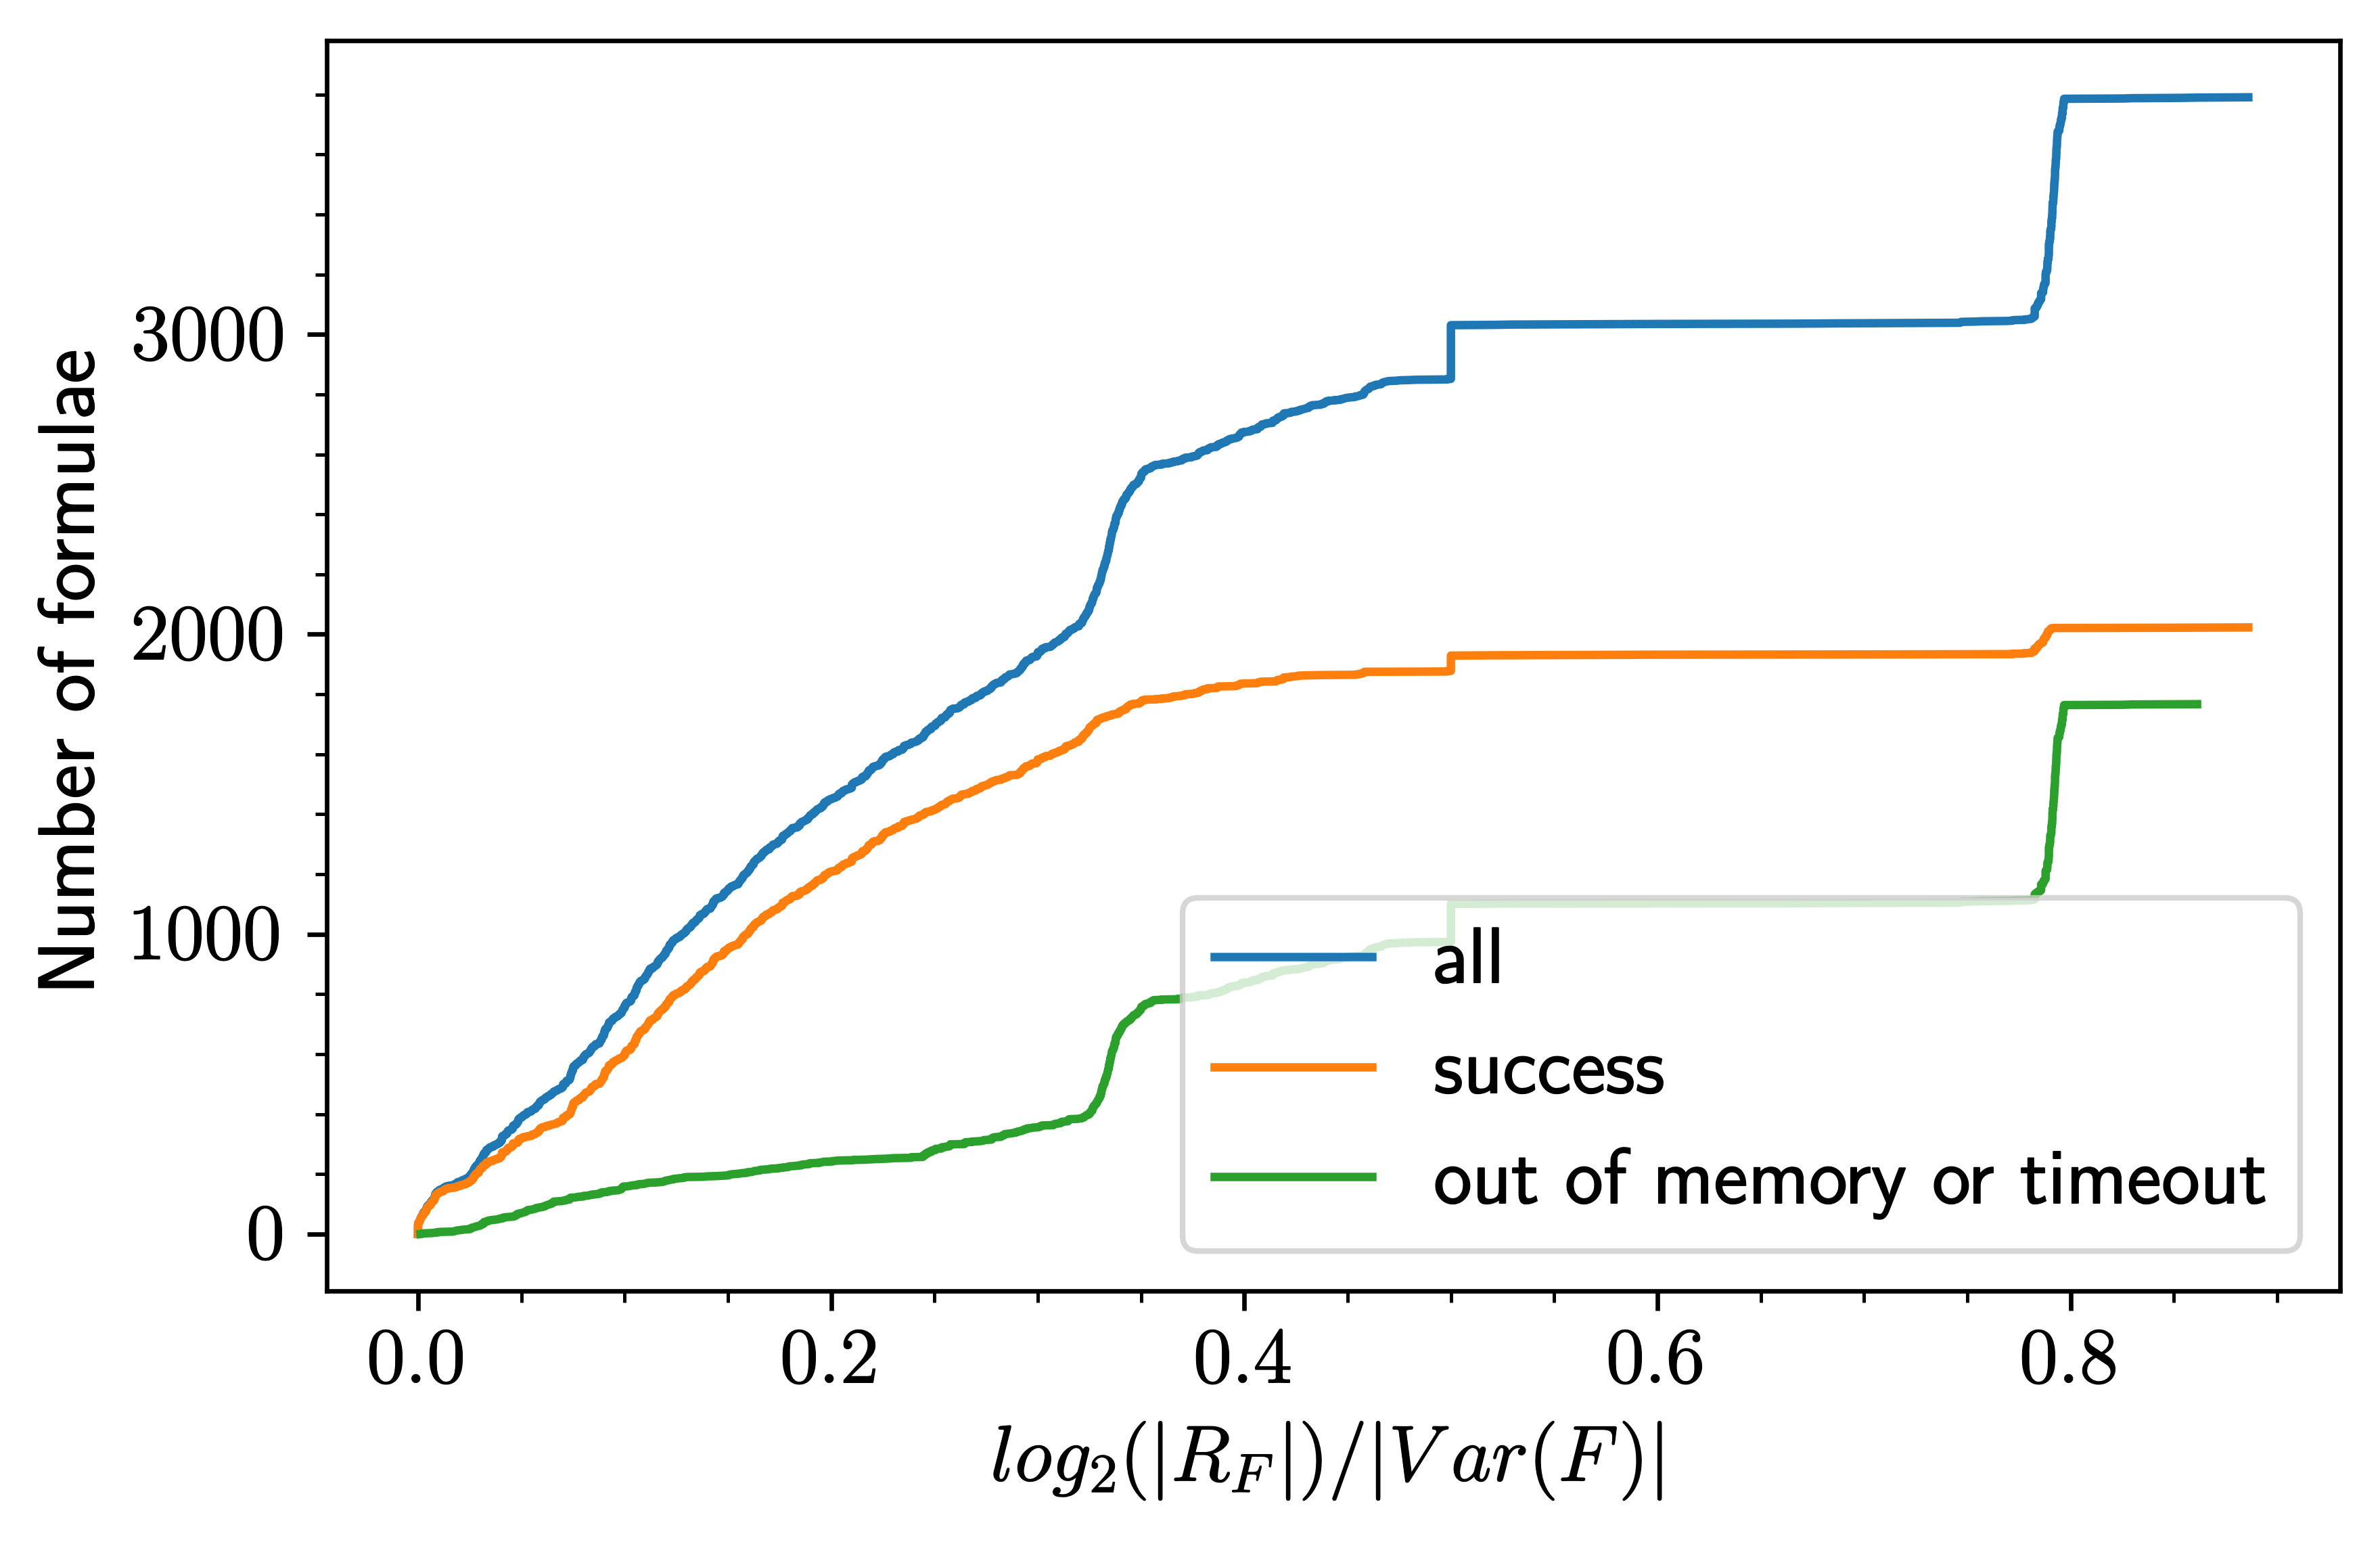 Number of formulae
3000
2000
1000
0
all
success
out of memory or timeout
0.0 0.2 0.4 0.6 0.8
log₂(|R_F|)/|Var(F)|